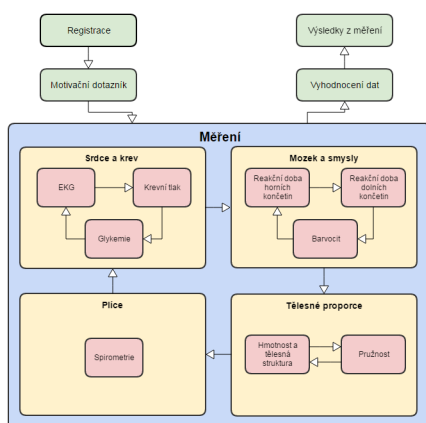 Registrace
Výsledky z měření
Motivační dotazník
Vyhodnocení dat
Měření
Srdce a krev
EKG
Krevní tlak
Glykemie
Mozek a smysly
Reakční doba
horních
končetin
Reakční doba
dolních
končetin
Barvocit
Plíce
Spirometrie
Tělesné proporce
Hmotnost a
tělesná
struktura
Pružnost